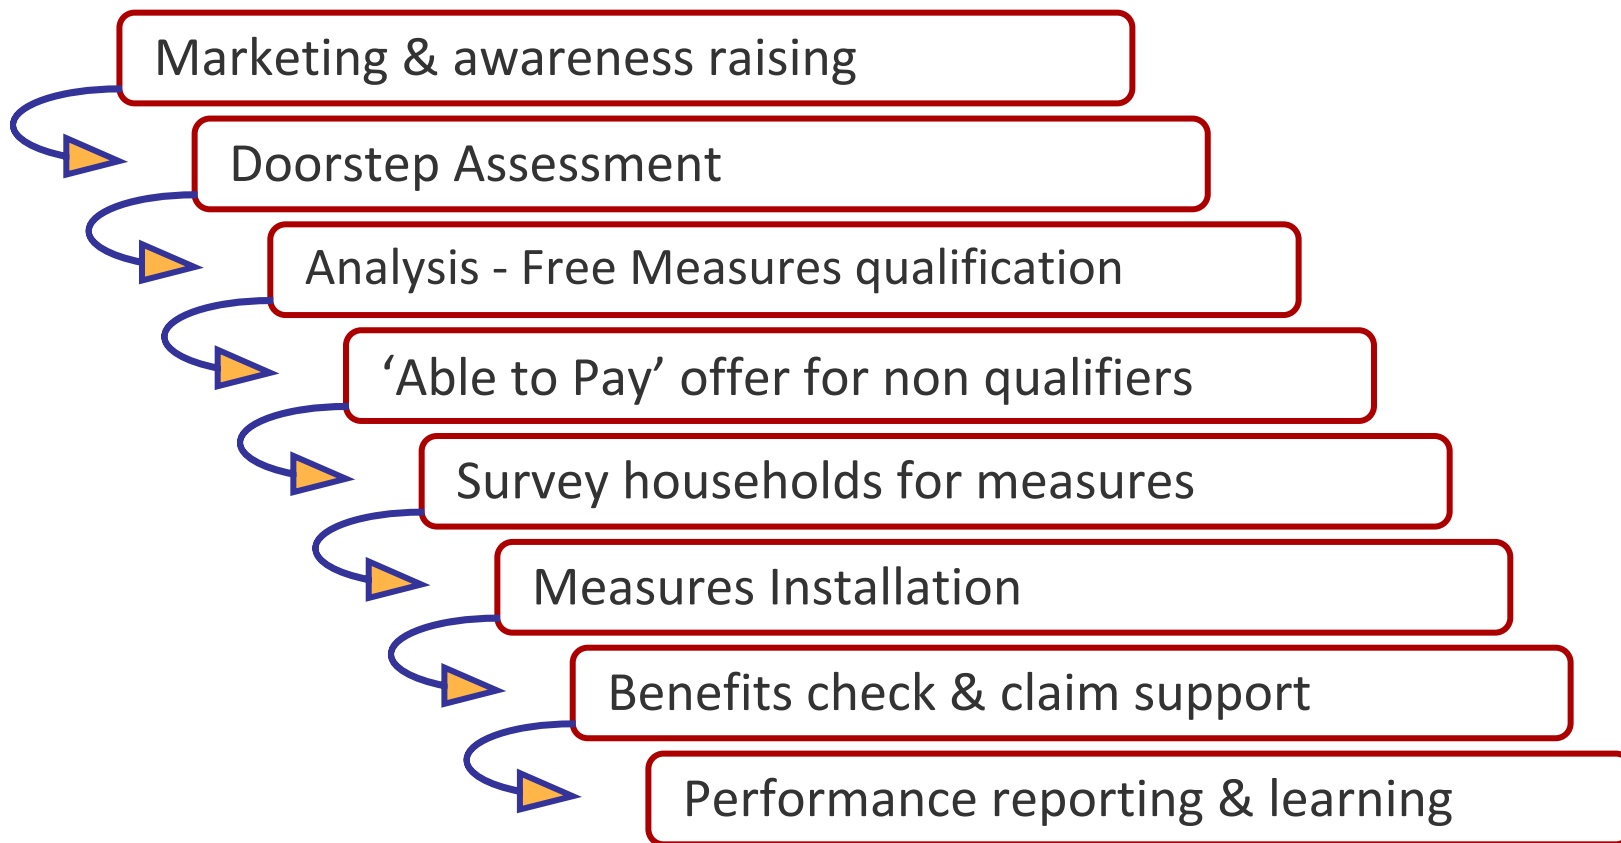 Marketing & awareness raising
Doorstep Assessment
Analysis - Free Measures qualification
‘Able to Pay’ offer for non qualifiers
Survey households for measures
Measures Installation
Benefits check & claim support
Performance reporting & learning